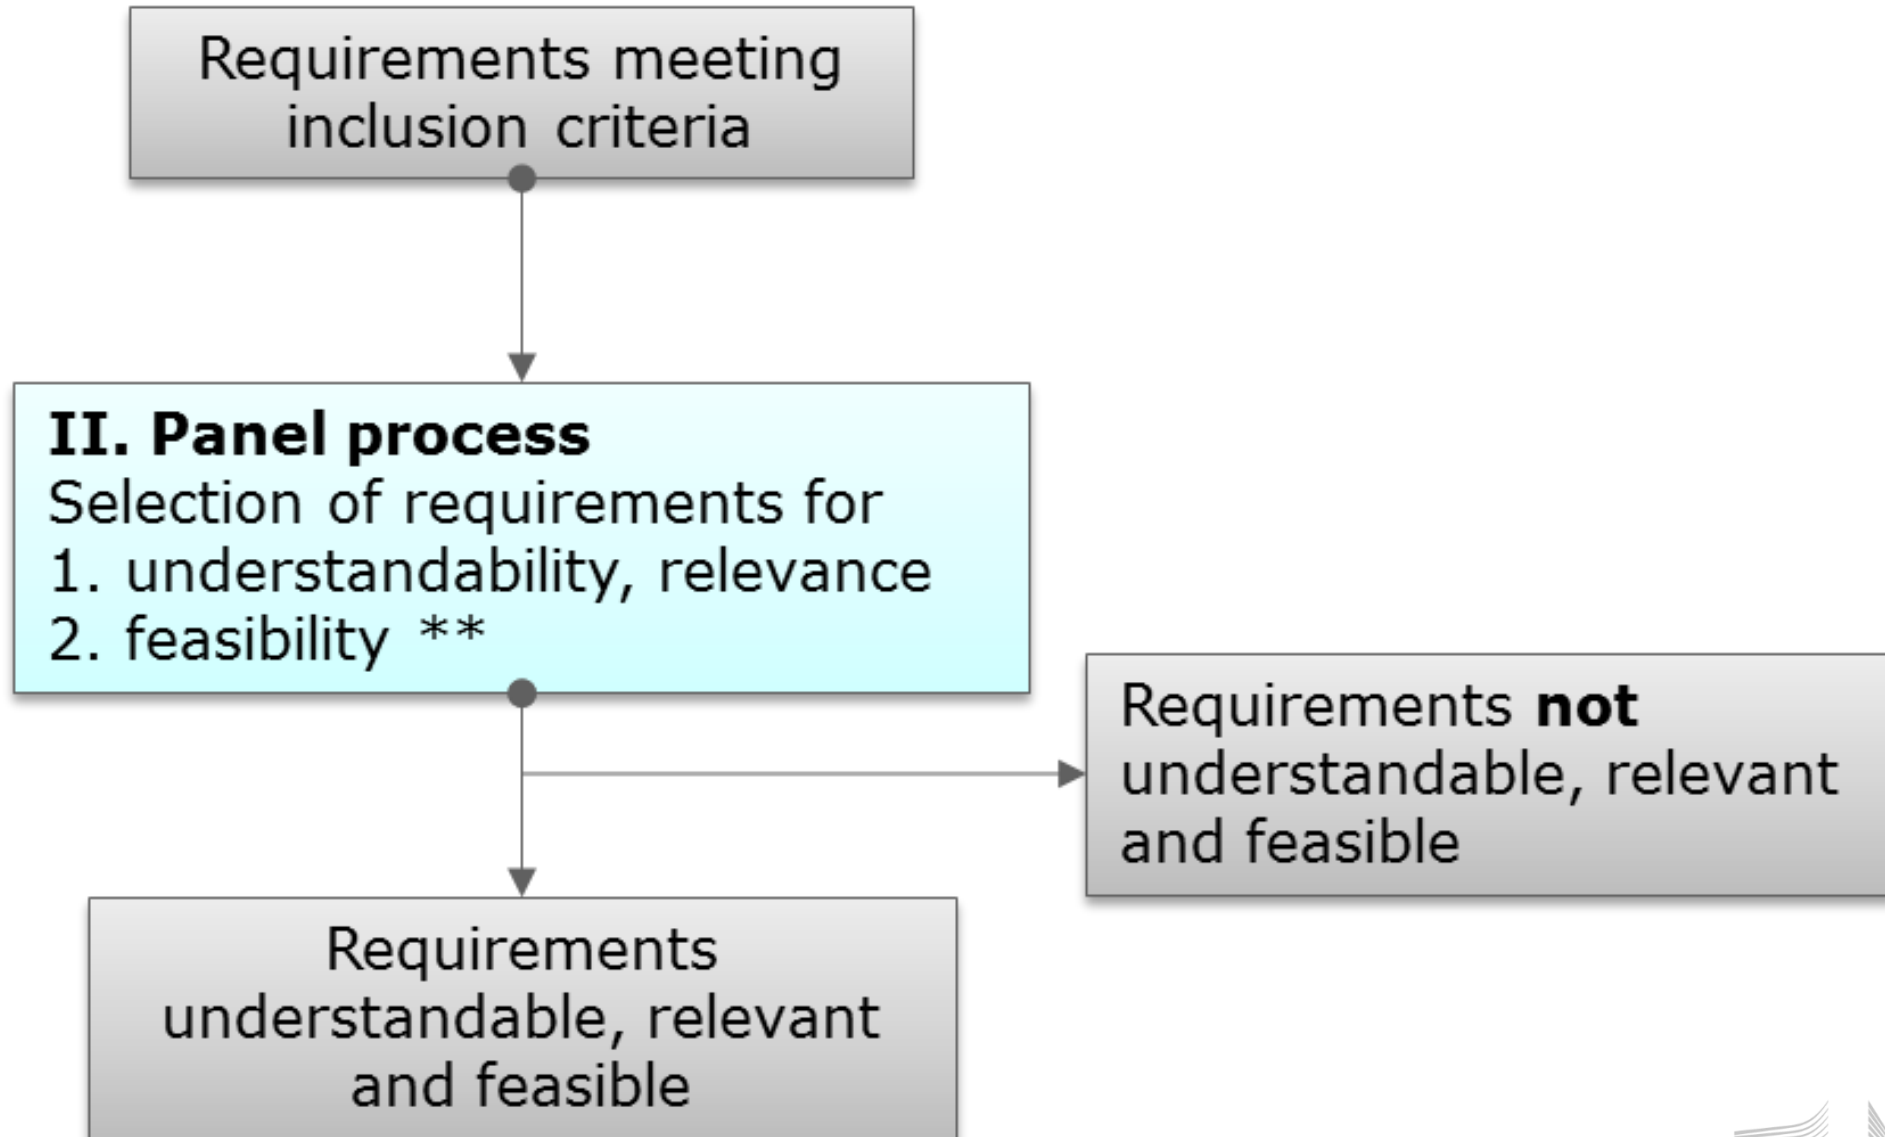 Requirements meeting
inclusion criteria
II. Panel process
Selection of requirements for
1. understandability, relevance
2. feasibility **
Requirements not
understandable, relevant
and feasible
Requirements
understandable, relevant
and feasible